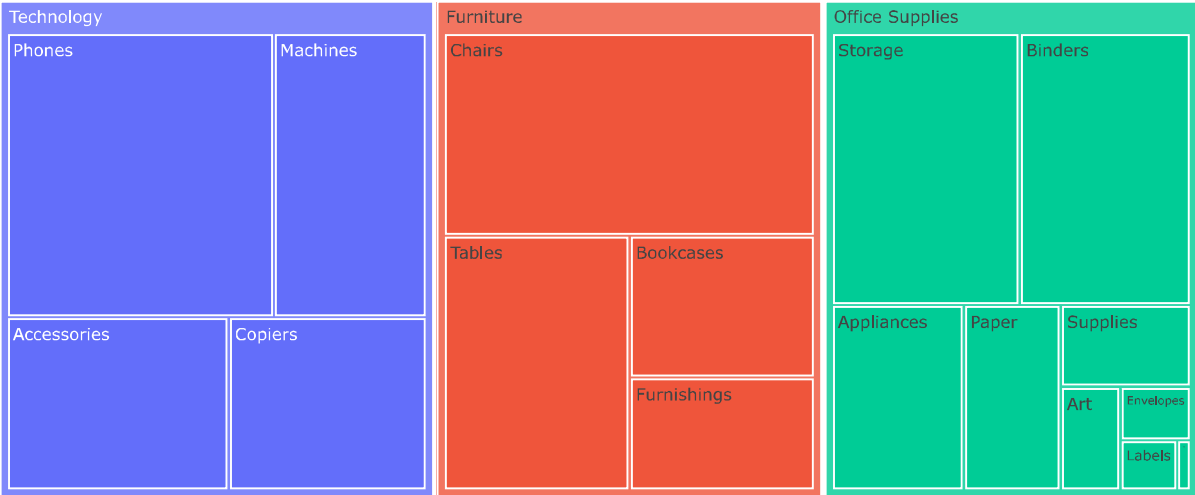 Technology
Phones
Machines
Accessories
Copiers
Furniture
Chairs
Tables
Bookcases
Furnishings
Office Supplies
Storage
Binders
Appliances
Paper
Supplies
Art
Envelopes
Labels